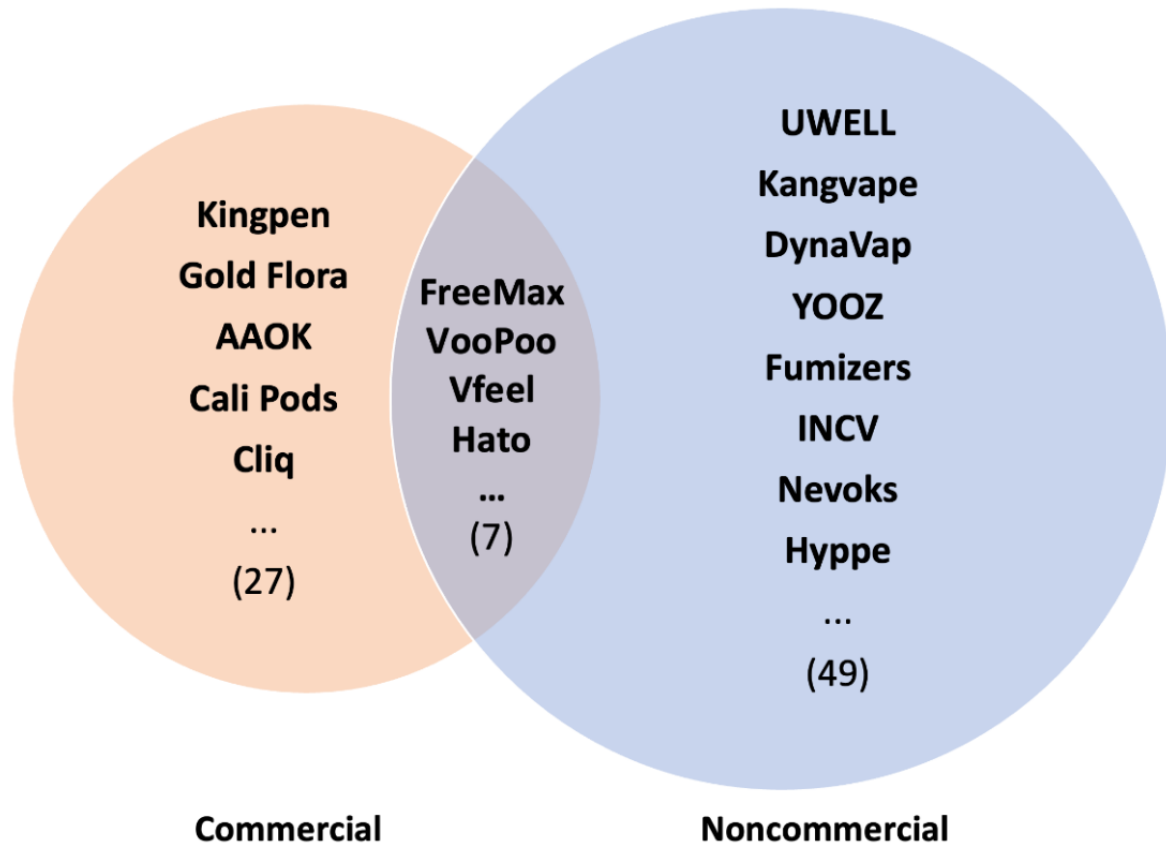 Kingpen
Gold Flora
AAOK
Cali Pods
Cliq
...
(27)
FreeMax
VooPoo
Vfeel
Hato
...
(7)
UWELL
Kangvape
DynaVap
YOOZ
Fumizers
INCV
Nevoks
Hyppe
...
(49)
Commercial
Noncommercial